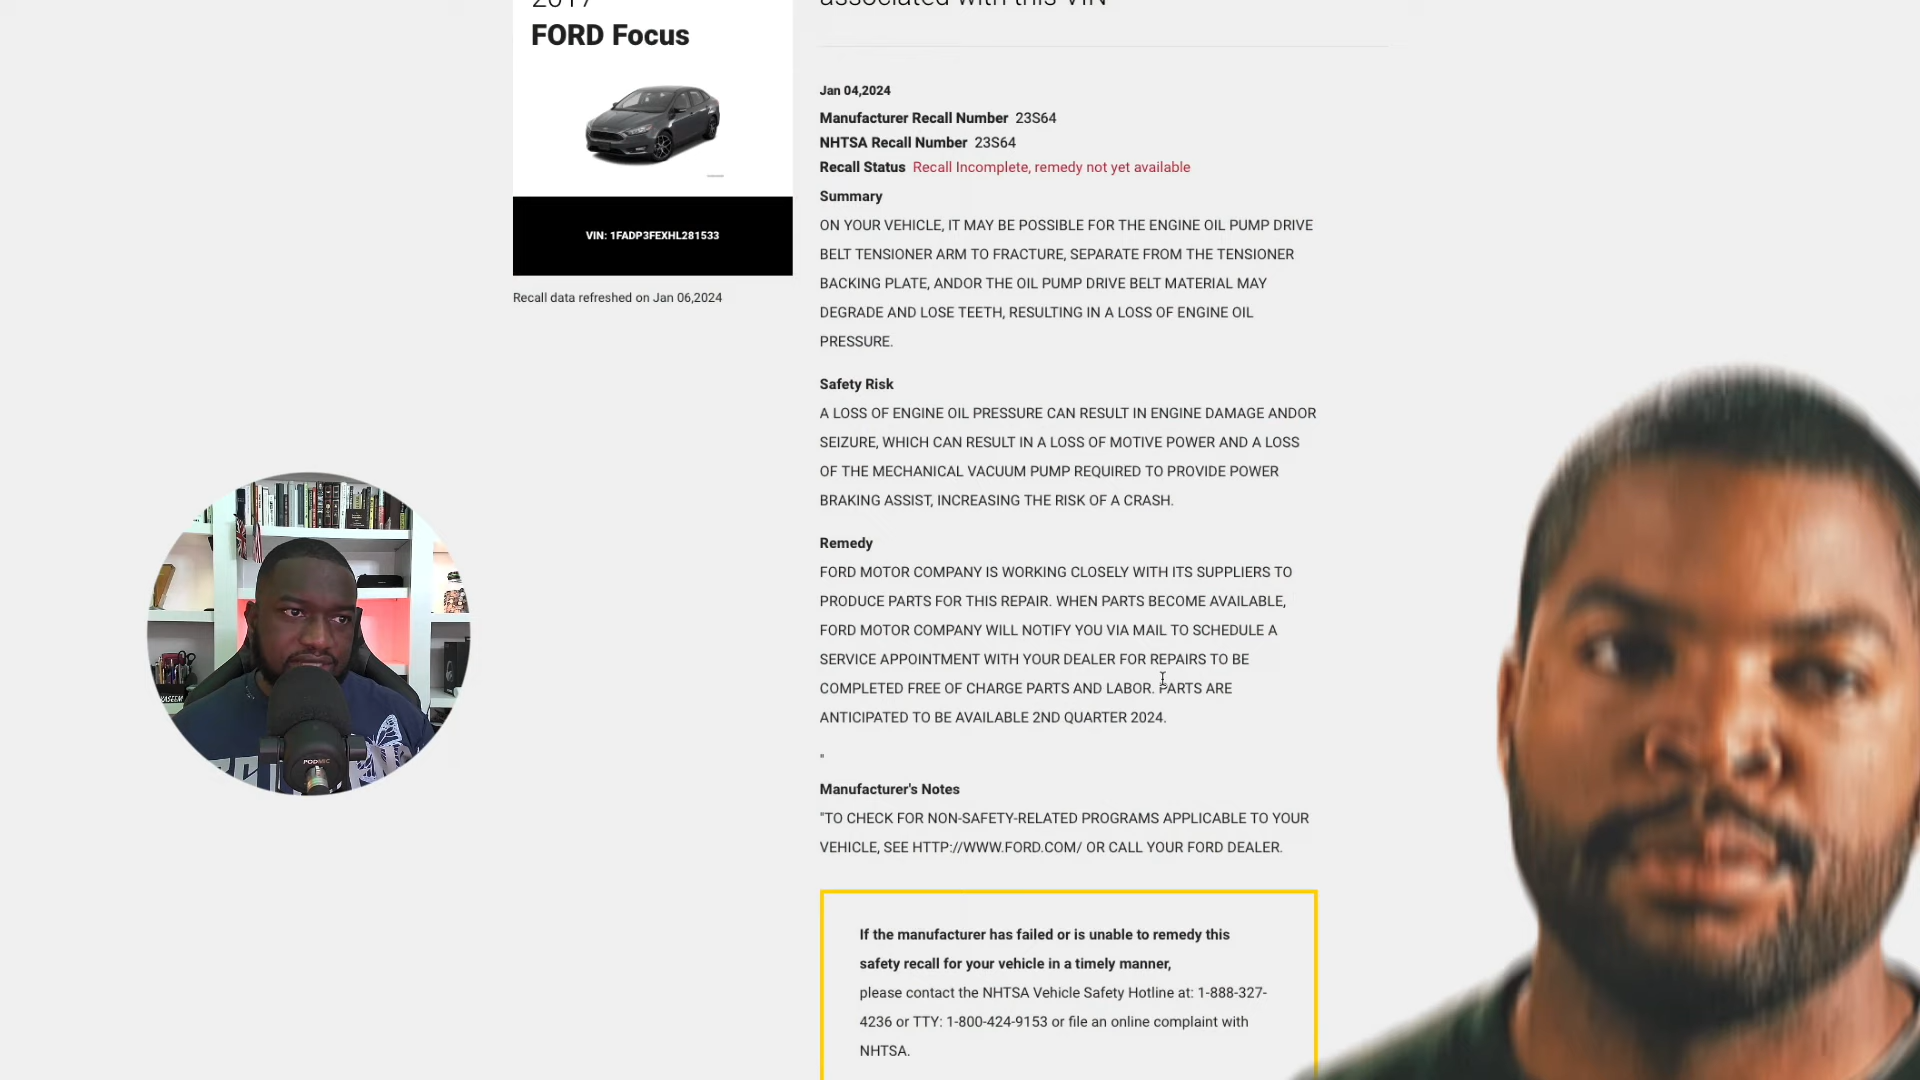 2017
FORD Focus
VIN: 1FADP3FEXHL281533
Recall data refreshed on Jan 06,2024
associated with this VIN
Jan 04,2024
Manufacturer Recall Number 23S64
NHTSA Recall Number 23S64
Recall Status Recall Incomplete, remedy not yet available
Summary
ON YOUR VEHICLE, IT MAY BE POSSIBLE FOR THE ENGINE OIL PUMP DRIVE
BELT TENSIONER ARM TO FRACTURE, SEPARATE FROM THE TENSIONER
BACKING PLATE, ANDOR THE OIL PUMP DRIVE BELT MATERIAL MAY
DEGRADE AND LOSE TEETH, RESULTING IN A LOSS OF ENGINE OIL
PRESSURE.
Safety Risk
A LOSS OF ENGINE OIL PRESSURE CAN RESULT IN ENGINE DAMAGE ANDOR
SEIZURE, WHICH CAN RESULT IN A LOSS OF MOTIVE POWER AND A LOSS
OF THE MECHANICAL VACUUM PUMP REQUIRED TO PROVIDE POWER
BRAKING ASSIST, INCREASING THE RISK OF A CRASH.
Remedy
FORD MOTOR COMPANY IS WORKING CLOSELY WITH ITS SUPPLIERS TO
PRODUCE PARTS FOR THIS REPAIR. WHEN PARTS BECOME AVAILABLE,
FORD MOTOR COMPANY WILL NOTIFY YOU VIA MAIL TO SCHEDULE A
SERVICE APPOINTMENT WITH YOUR DEALER FOR REPAIRS TO BE
COMPLETED FREE OF CHARGE PARTS AND LABOR. PARTS ARE
ANTICIPATED TO BE AVAILABLE 2ND QUARTER 2024.
"
Manufacturer's Notes
"TO CHECK FOR NON-SAFETY-RELATED PROGRAMS APPLICABLE TO YOUR
VEHICLE, SEE HTTP://WWW.FORD.COM/ OR CALL YOUR FORD DEALER.
If the manufacturer has failed or is unable to remedy this
safety recall for your vehicle in a timely manner,
please contact the NHTSA Vehicle Safety Hotline at: 1-888-327-
4236 or TTY: 1-800-424-9153 or file an online complaint with
NHTSA.
PODMIC